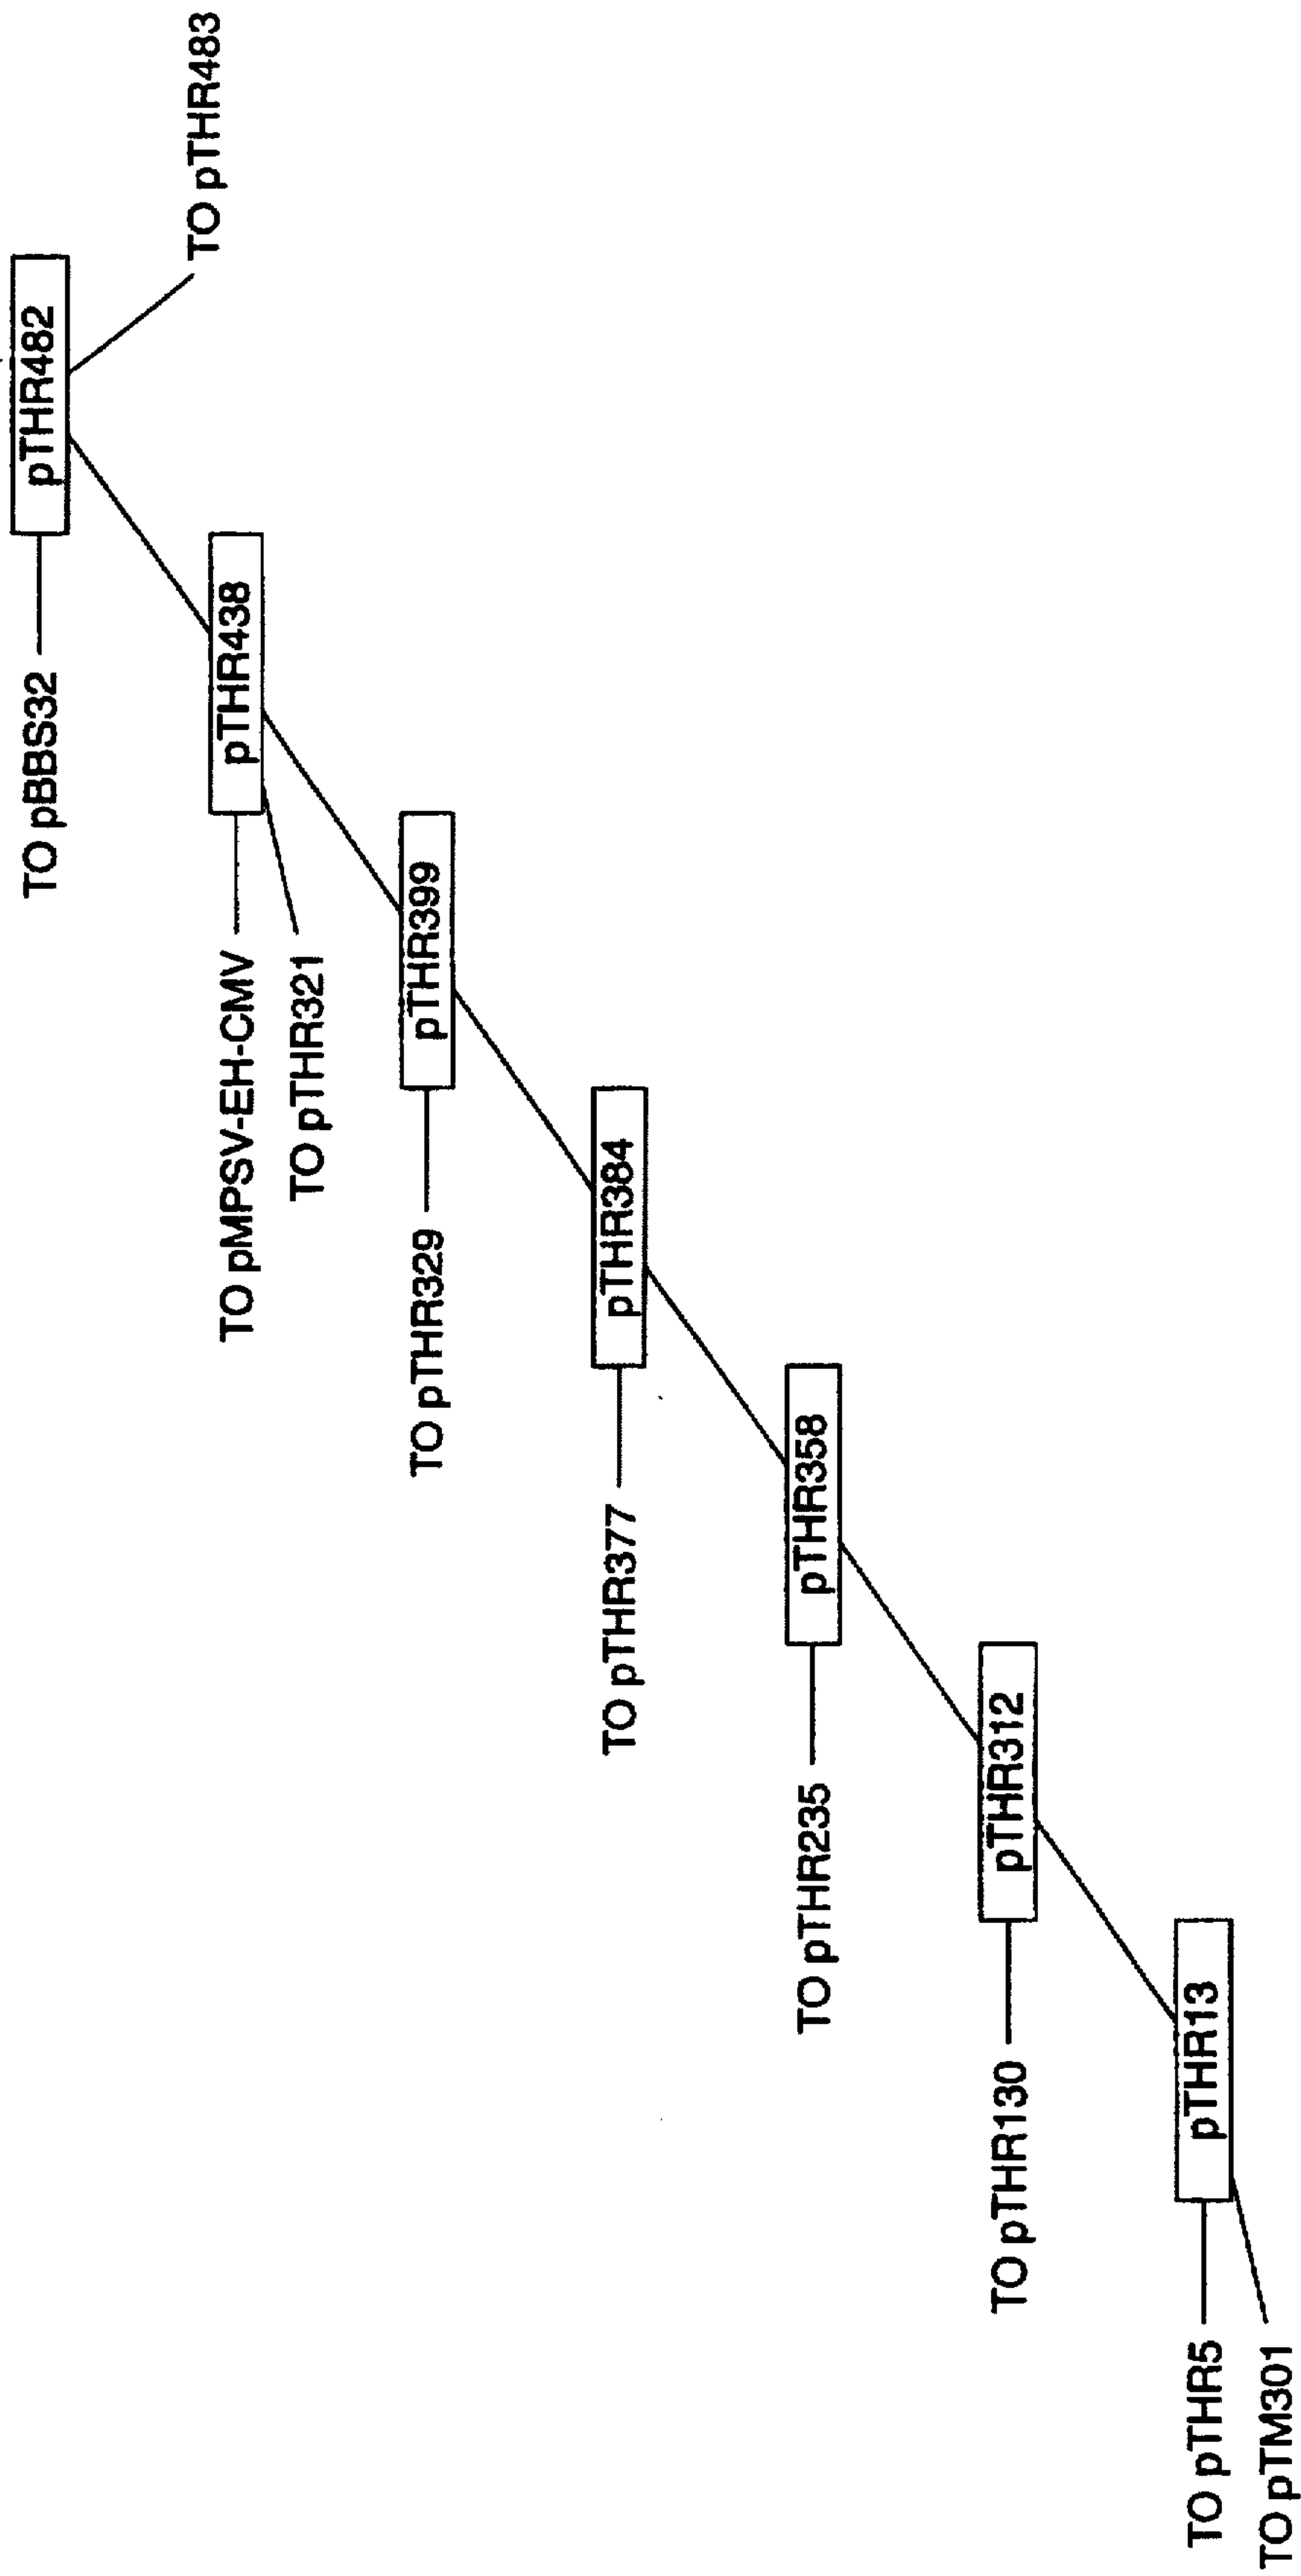 pTHR482
TO pBBS32
TO pTHR483
pTHR438
TO pMPSV-EH-CMV
TO pTHR321
pTHR399
TO pTHR329
pTHR384
TO pTHR377
pTHR358
TO pTHR235
pTHR312
TO pTHR130
pTHR13
TO pTHR5
TO pTM301